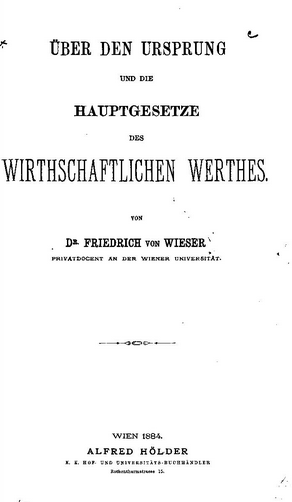 ÜBER DEN URSPRUNG
UND DIE
HAUPTGESETZE
DES
WIRTHSCHAFTLICHEN WERTHES.
VON
DR. FRIEDRICH VON WIESER
PRIVATDOCENT AN DER WIENER UNIVERSITÄT.
WIEN 1884.
ALFRED HÖLDER
K. K. HOF- UND UNIVERSITÄTS-BUCHHÄNDLER
Rothenthurmstrasse 15.